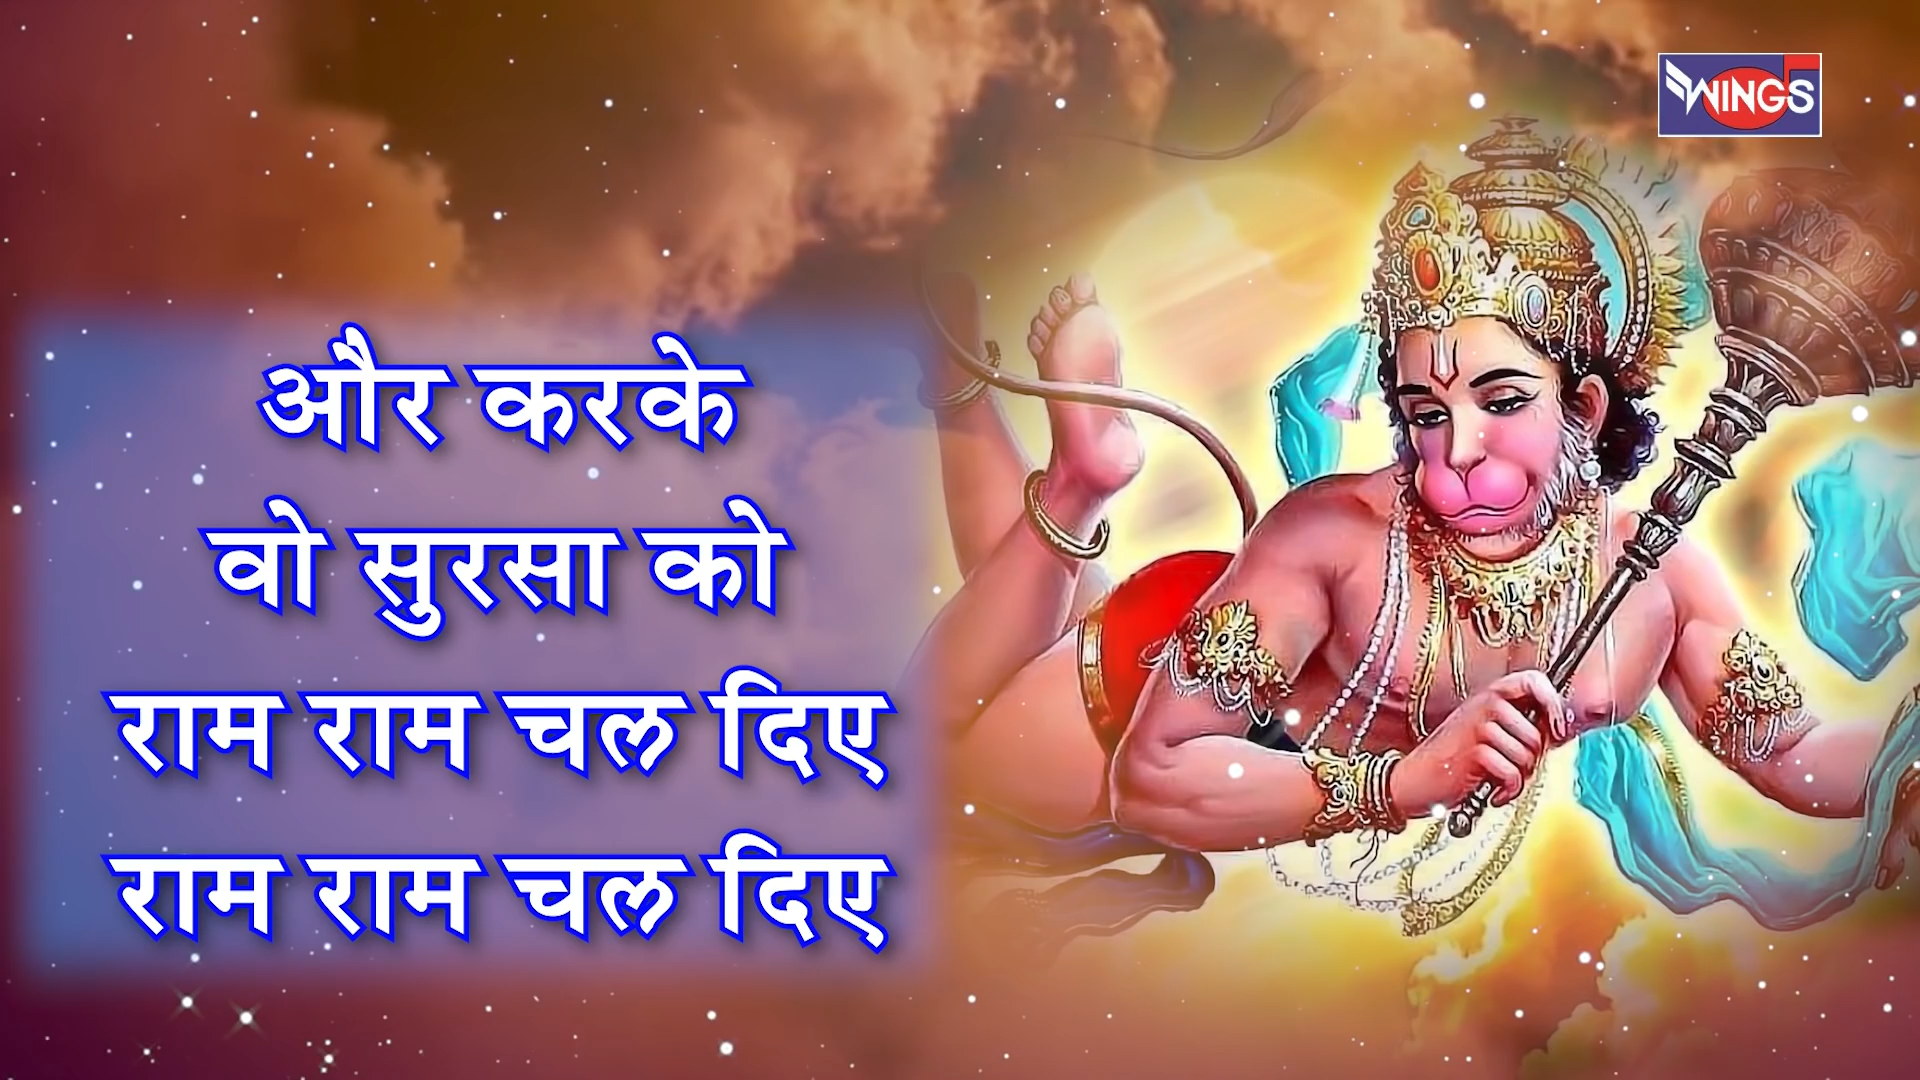 WINGS
और करके
वो सुरसा को
राम राम चल दिए
राम राम चल दिए